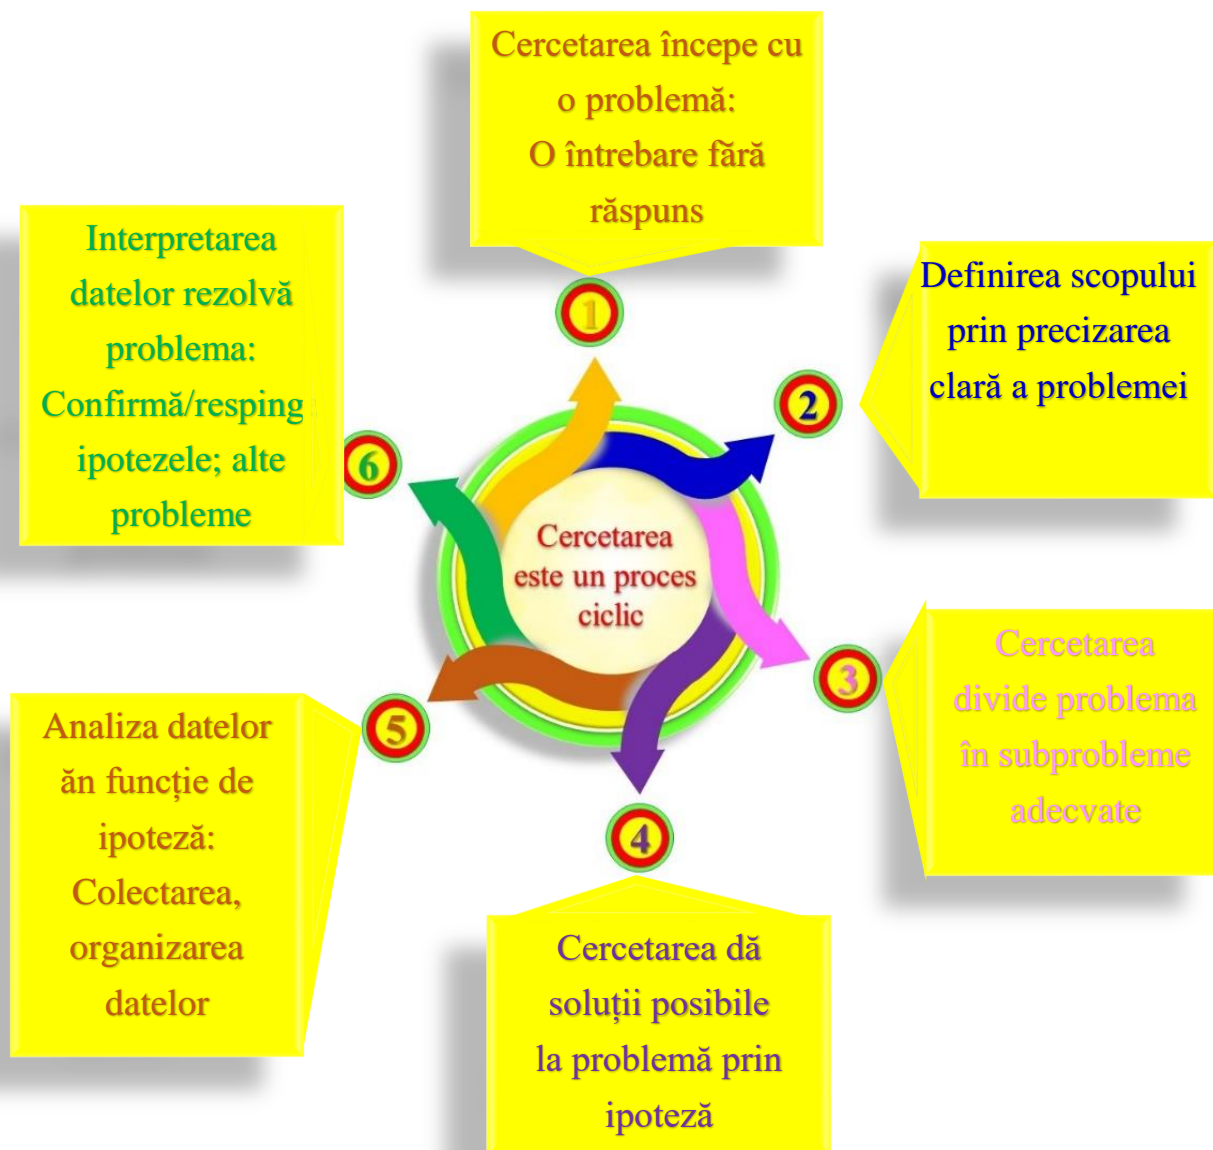 Cercetarea începe cu
o problemă:
O întrebare fără
răspuns
1
Definirea scopului
prin precizarea
clară a problemei
2
Cercetarea
divide problema
în subprobleme
adecvate
3
Cercetarea dă
soluții posibile
la problemă prin
ipoteză
4
Analiza datelor
ăn funcție de
ipoteză:
Colectarea,
organizarea
datelor
5
Interpretarea
datelor rezolvă
problema:
Confirmă/resping
ipotezele; alte
probleme
6
Cercetarea
este un proces
ciclic